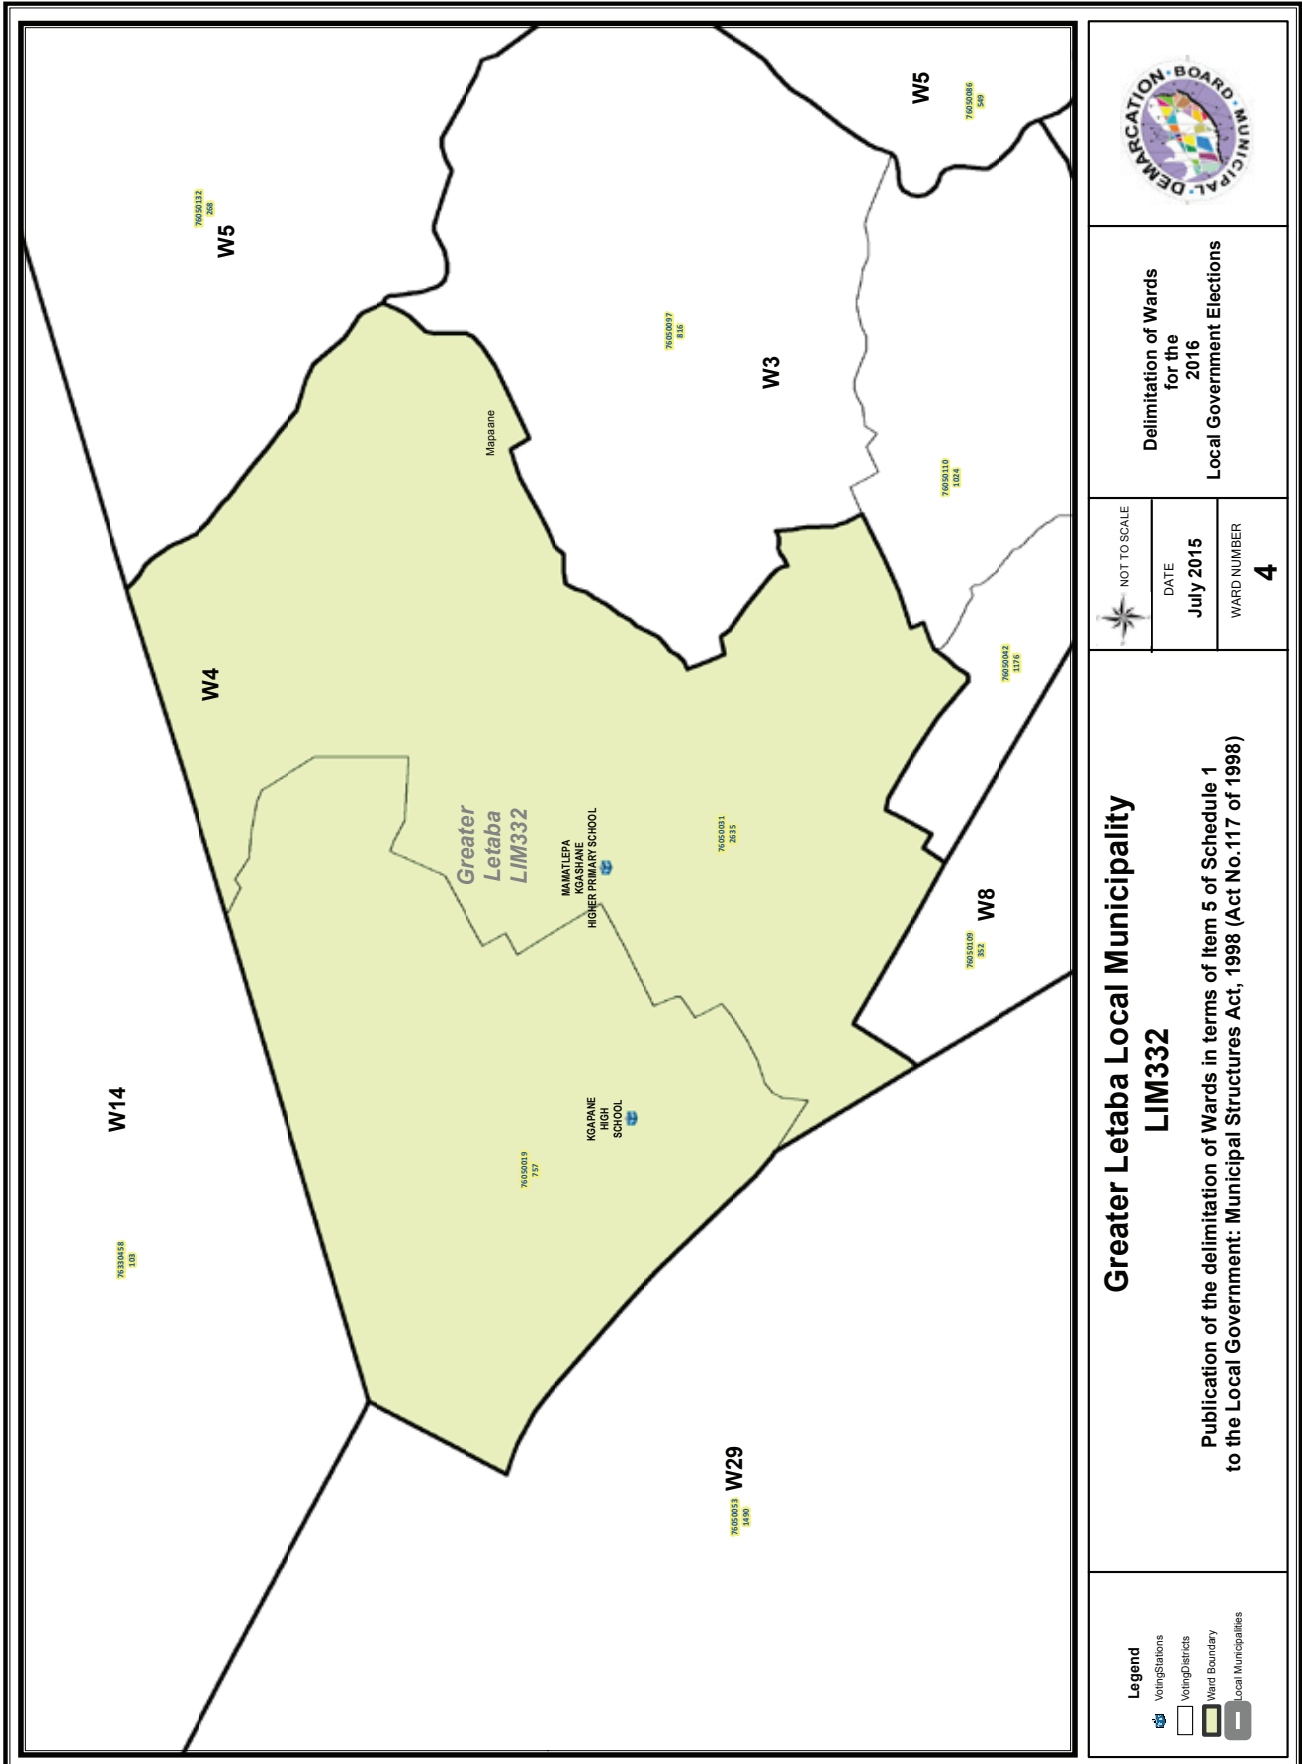 W5
76050132
268
W5
76050086
549
76050097
816
W3
Mapaane
76050110
1024
W4
76050042
1176
Greater
Letaba
LIM332
MAMATLEPA
KGASHANE
HIGHER PRIMARY SCHOOL
76050031
2635
W8
76050109
352
W14
KGAPANE
HIGH
SCHOOL
76050019
757
76330458
103
W29
76050053
1490
DEMARCATION · BOARD · MUNICIPAL ·
Delimitation of Wards
for the
2016
Local Government Elections
NOT TO SCALE
DATE
July 2015
WARD NUMBER
4
Greater Letaba Local Municipality
LIM332
Publication of the delimitation of Wards in terms of Item 5 of Schedule 1
to the Local Government: Municipal Structures Act, 1998 (Act No.117 of 1998)
Legend
VotingStations
VotingDistricts
Ward Boundary
Local Municipalities